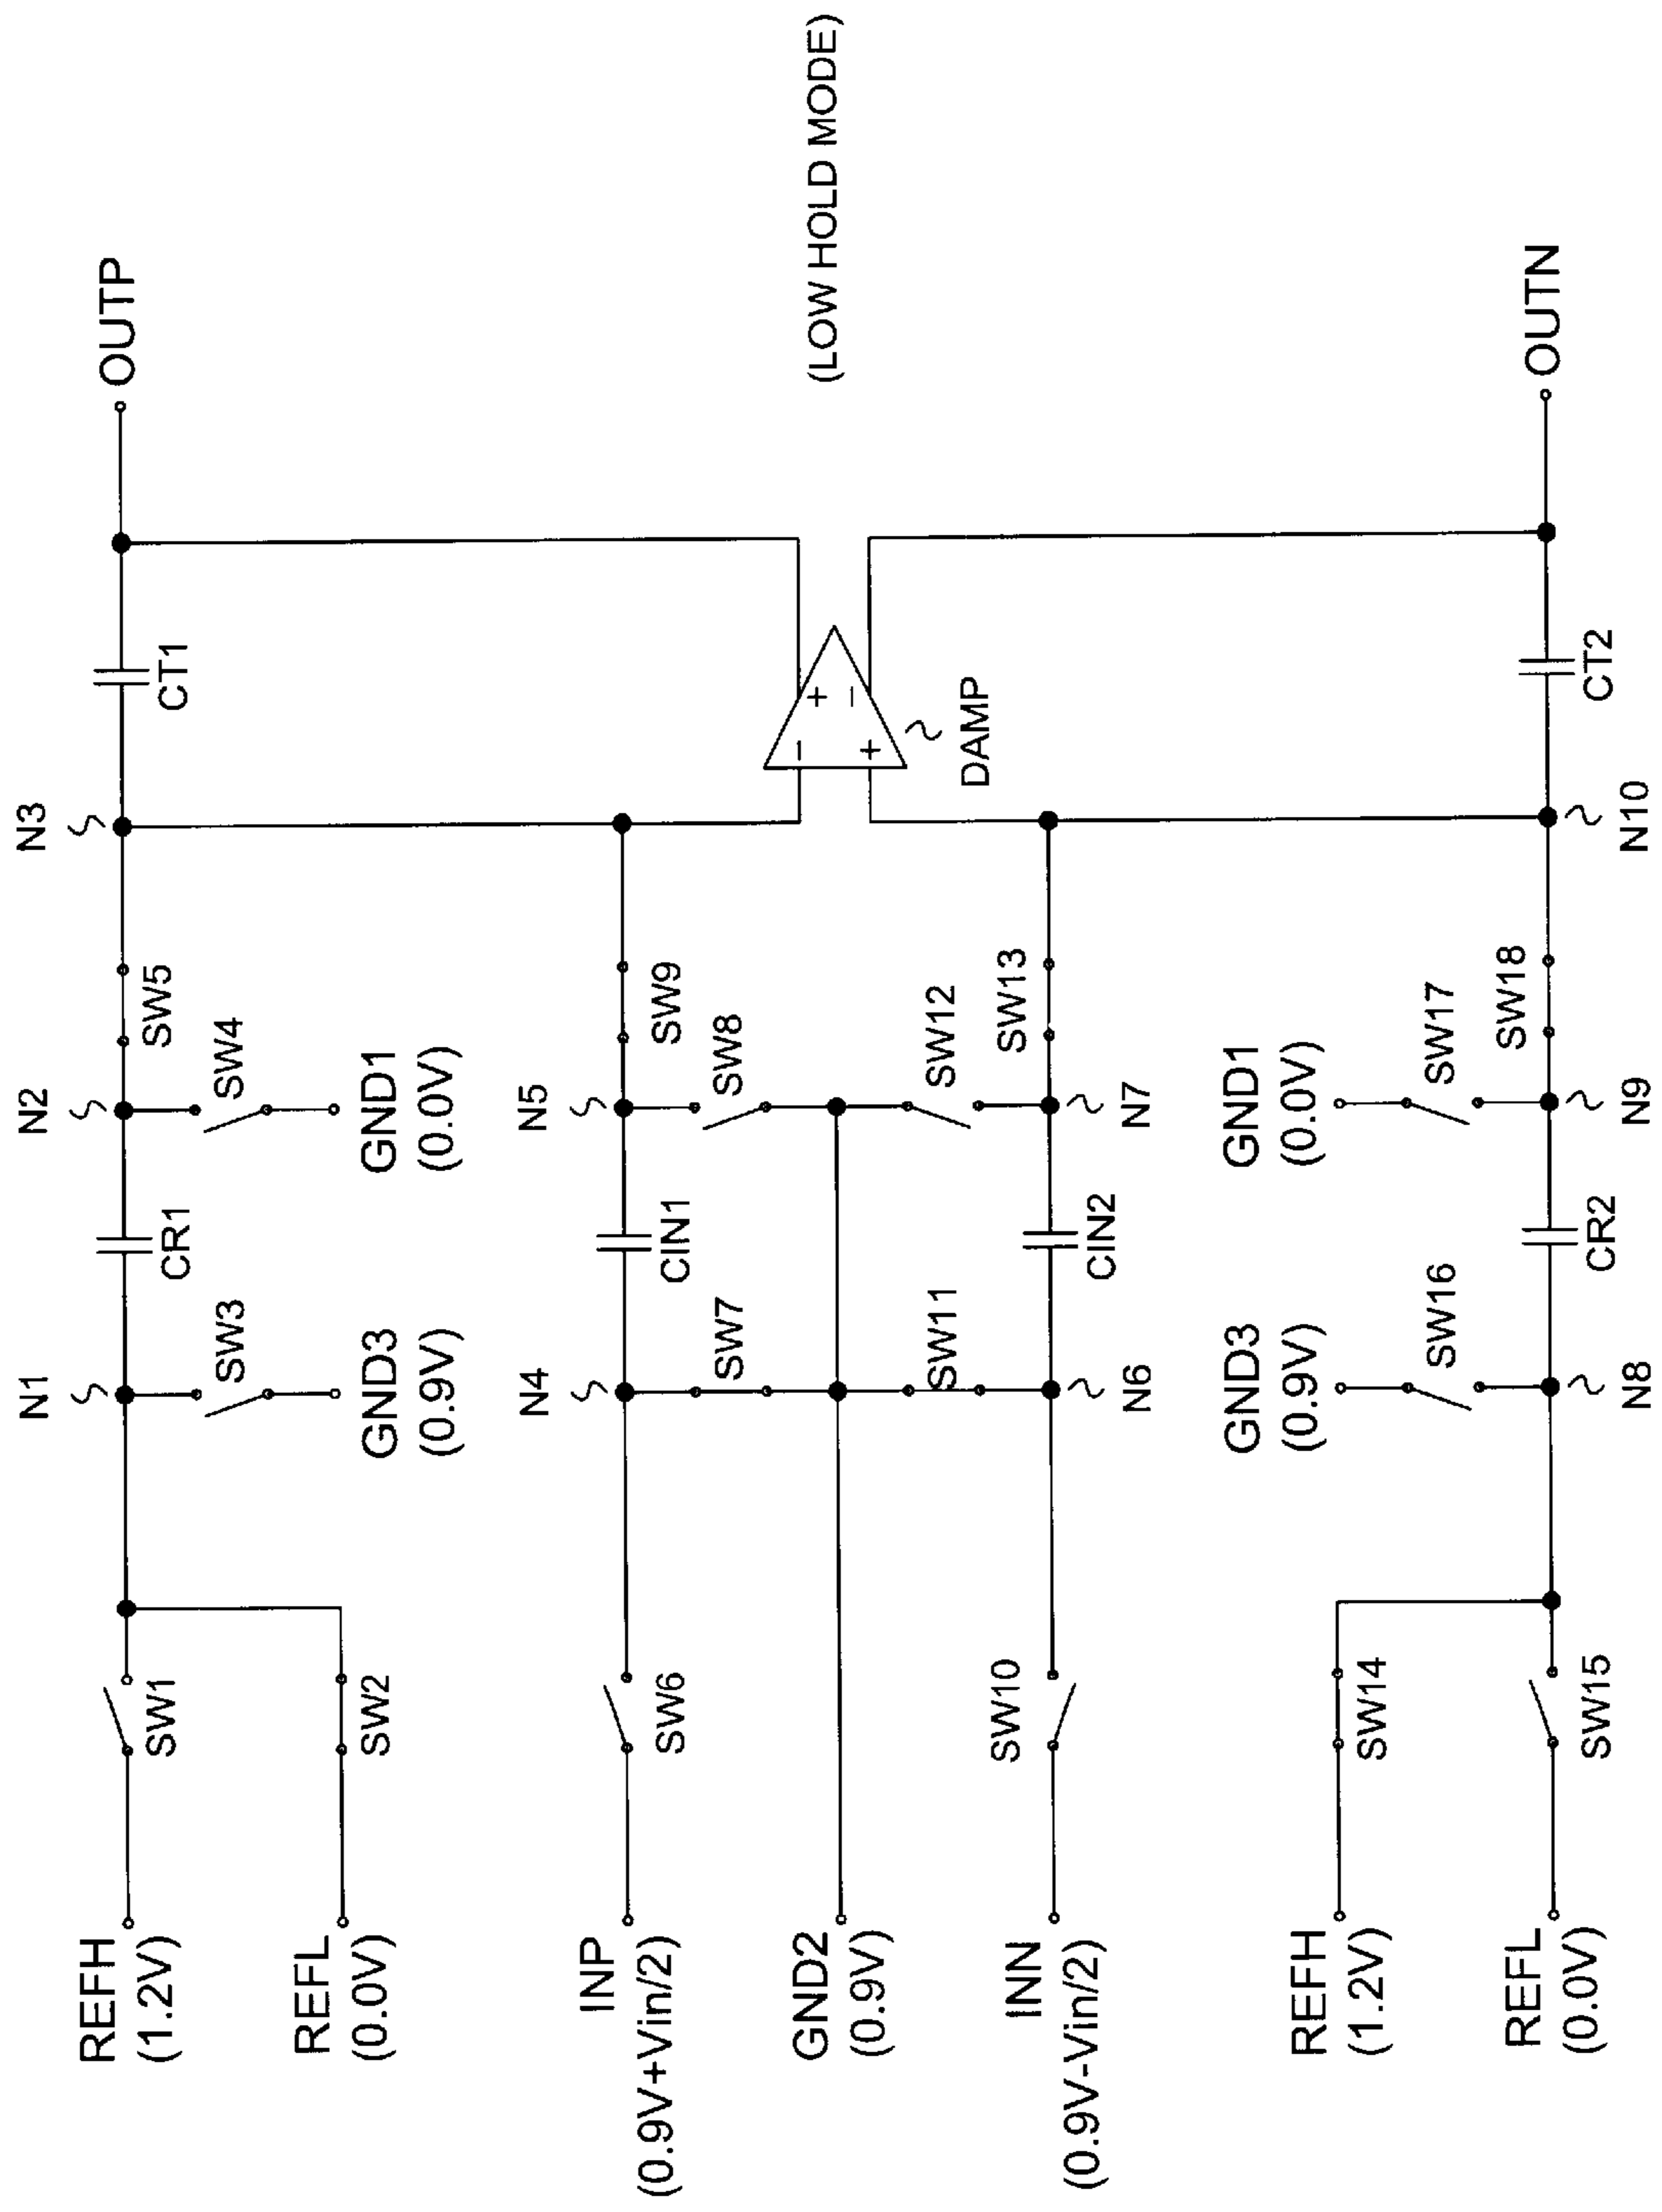 REFH
(1.2V)
SW1
N1
CR1
N2
SW5
N3
CT1
OUTP
REFL
(0.0V)
SW2
SW3
GND3
(0.9V)
SW4
GND1
(0.0V)
INP
(0.9V+Vin/2)
SW6
N4
CIN1
N5
SW9
SW7
SW8
GND2
(0.9V)
+
−
−
+
DAMP
(LOW HOLD MODE)
SW11
SW12
INN
(0.9V-Vin/2)
SW10
N6
CIN2
N7
SW13
GND3
(0.9V)
SW16
GND1
(0.0V)
SW17
REFH
(1.2V)
SW14
REFL
(0.0V)
SW15
N8
CR2
N9
SW18
N10
CT2
OUTN